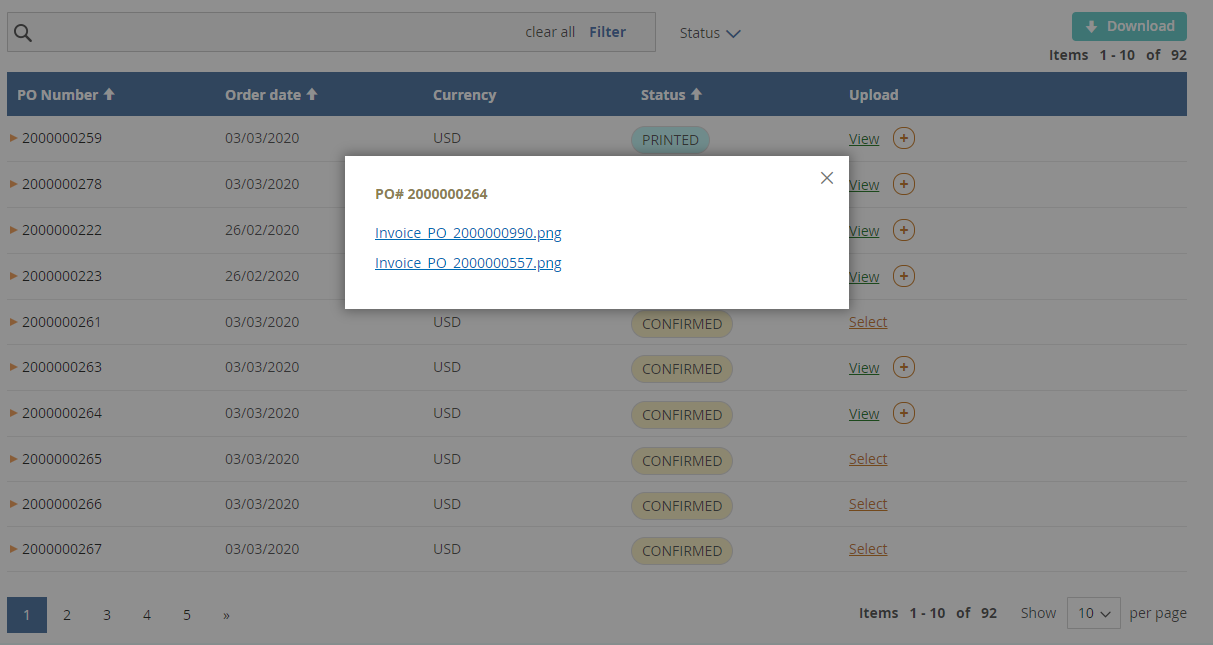 clear all Filter Status Download
Items 1 - 10 of 92
PO Number Order date Currency Status Upload
2000000259 03/03/2020 USD PRINTED View
2000000278 03/03/2020 View
PO# 2000000264
2000000222 26/02/2020 Invoice_PO_2000000990.png View
2000000223 26/02/2020 Invoice_PO_2000000557.png View
2000000261 03/03/2020 USD CONFIRMED Select
2000000263 03/03/2020 USD CONFIRMED View
2000000264 03/03/2020 USD CONFIRMED View
2000000265 03/03/2020 USD CONFIRMED Select
2000000266 03/03/2020 USD CONFIRMED Select
2000000267 03/03/2020 USD CONFIRMED Select
1 2 3 4 5 » Items 1 - 10 of 92 Show 10 per page